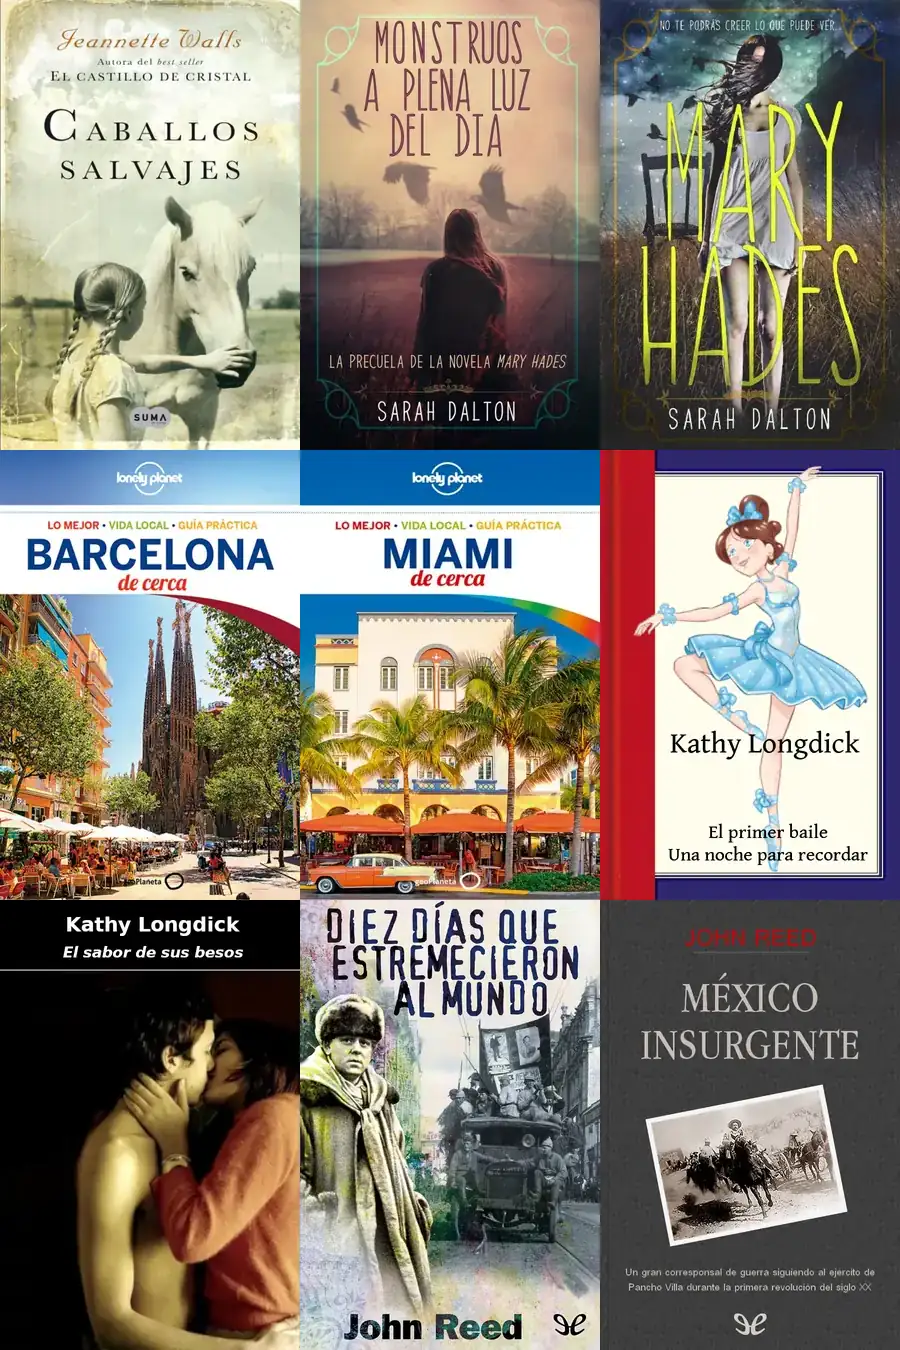 Jeannette Walls
Autora del best seller
EL CASTILLO DE CRISTAL
CABALLOS
SALVAJES
SUMA
MONSTRUOS
A PLENA LUZ
DEL DIA
LA PRECUELA DE LA NOVELA MARY HADES
SARAH DALTON
NO TE PODRÁS CREER LO QUE PUEDE VER...
MARY
HADES
SARAH DALTON
lonely planet
LO MEJOR • VIDA LOCAL • GUÍA PRÁCTICA
BARCELONA
de cerca
geoPlaneta
lonely planet
LO MEJOR • VIDA LOCAL • GUÍA PRÁCTICA
MIAMI
de cerca
geoPlaneta
Kathy Longdick
El primer baile
Una noche para recordar
Kathy Longdick
El sabor de sus besos
DIEZ DÍAS QUE
ESTREMECIERON
AL MUNDO
John Reed
JOHN REED
MÉXICO
INSURGENTE
Un gran corresponsal de guerra siguiendo al ejercito de
Pancho Villa durante la primera revolución del siglo XX